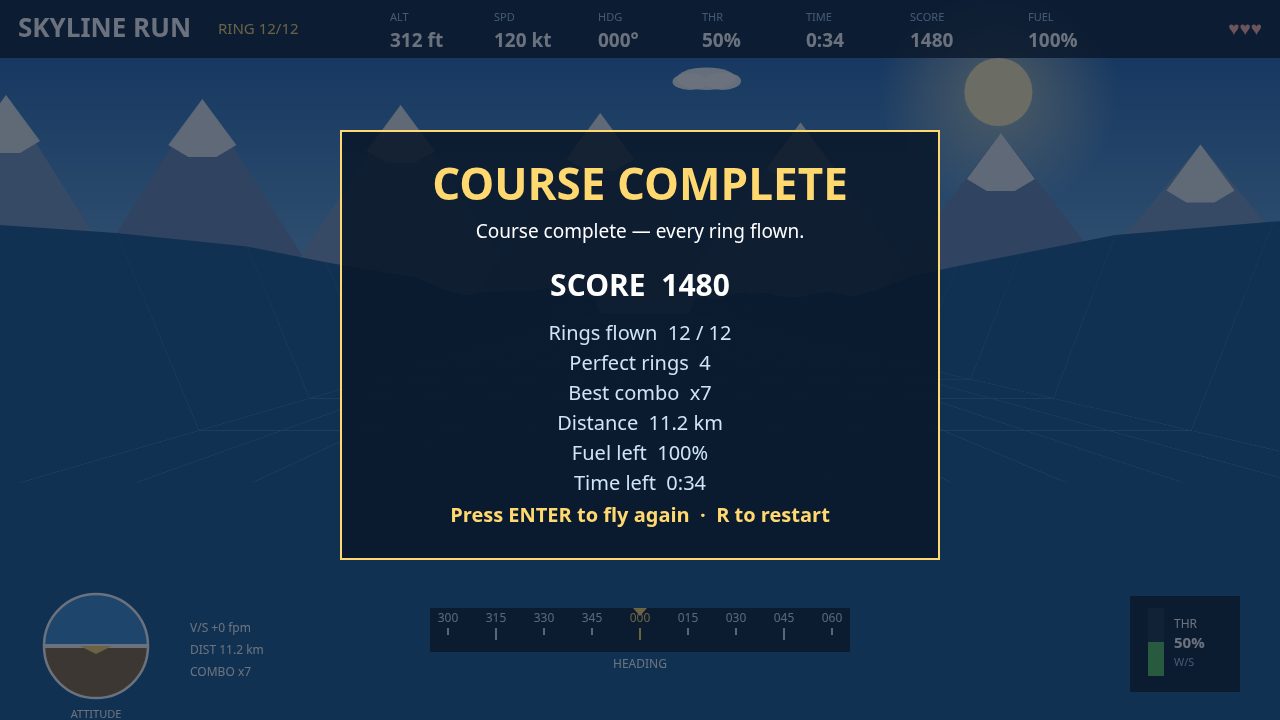 SKYLINE RUN
RING 12/12
ALT
SPD
HDG
THR
TIME
SCORE
FUEL
312 ft
120 kt
000°
50%
0:34
1480
100%
♥♥♥
COURSE COMPLETE
Course complete — every ring flown.
SCORE 1480
Rings flown 12 / 12
Perfect rings 4
Best combo x7
Distance 11.2 km
Fuel left 100%
Time left 0:34
Press ENTER to fly again · R to restart
V/S +0 fpm
DIST 11.2 km
COMBO x7
ATTITUDE
300 315 330 345 000 015 030 045 060
HEADING
THR
50%
W/S